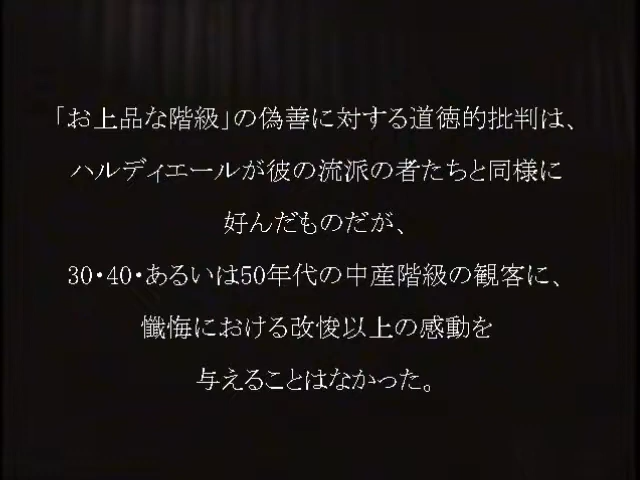 「お上品な階級」の偽善に対する道徳的批判は、
ハルディエールが彼の流派の者たちと同様に
好んだものだが、
30・40・あるいは50年代の中産階級の観客に、
懺悔における改悛以上の感動を
与えることはなかった。